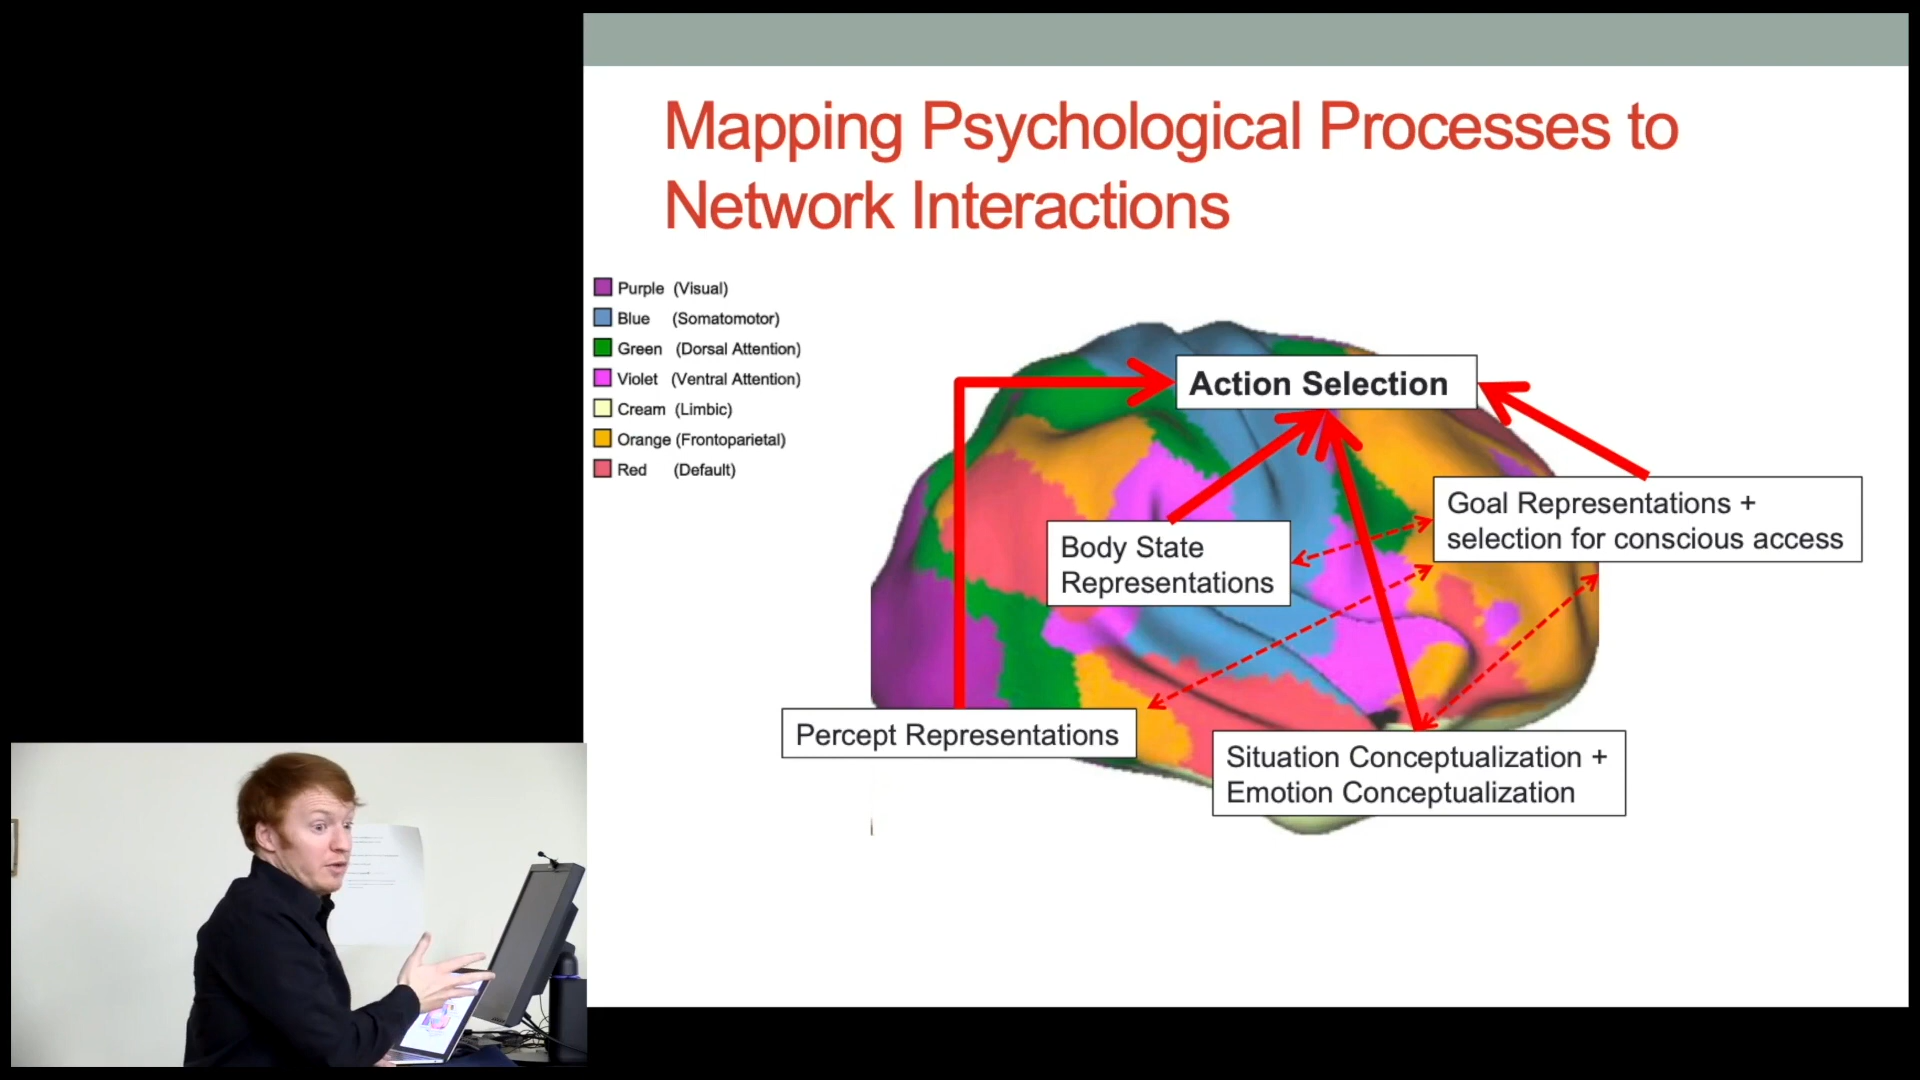 Mapping Psychological Processes to
Network Interactions
Purple (Visual)
Blue (Somatomotor)
Green (Dorsal Attention)
Violet (Ventral Attention)
Cream (Limbic)
Orange (Frontoparietal)
Red (Default)
Action Selection
Goal Representations +
selection for conscious access
Body State
Representations
Percept Representations
Situation Conceptualization +
Emotion Conceptualization